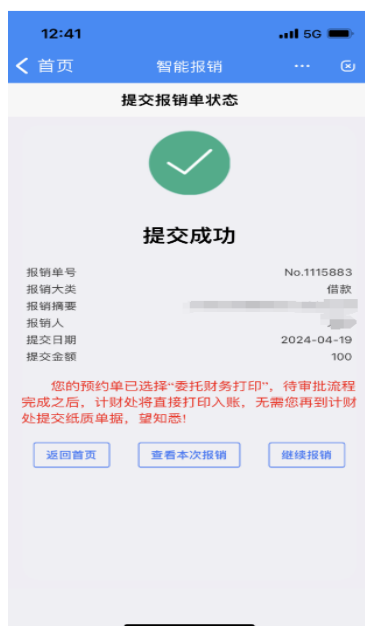 12:41
5G
首页 智能报销 ...
提交报销单状态
提交成功
报销单号 No.1115883
报销大类 借款
报销摘要
报销人
提交日期 2024-04-19
提交金额 100
您的预约单已选择“委托财务打印”，待审批流程
完成之后，计财处将直接打印入账，无需您再到计财
处提交纸质单据，望知悉!
返回首页 查看本次报销 继续报销